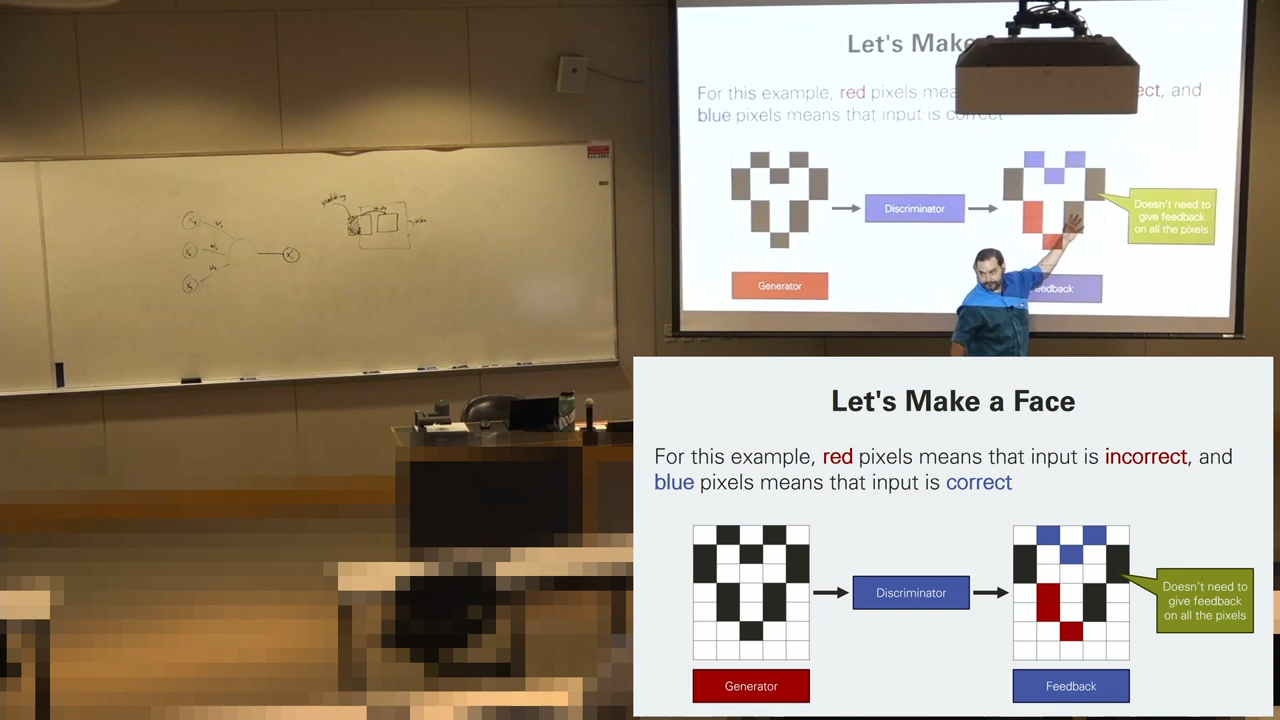 Let's Make
For this example, red pixels mea ect, and
blue pixels means that input is correct
Discriminator
Doesn't need to
give feedback
on all the pixels
Generator
edback
padding
Let's Make a Face
For this example, red pixels means that input is incorrect, and
blue pixels means that input is correct
Discriminator
Doesn't need to
give feedback
on all the pixels
Generator
Feedback